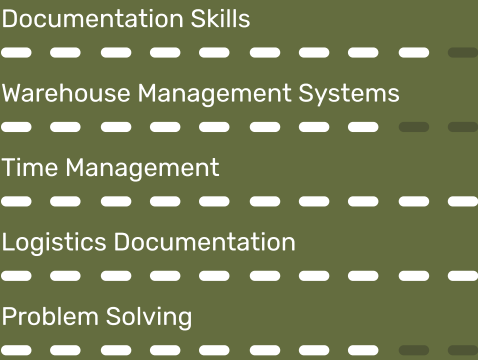 Documentation Skills
Warehouse Management Systems
Time Management
Logistics Documentation
Problem Solving